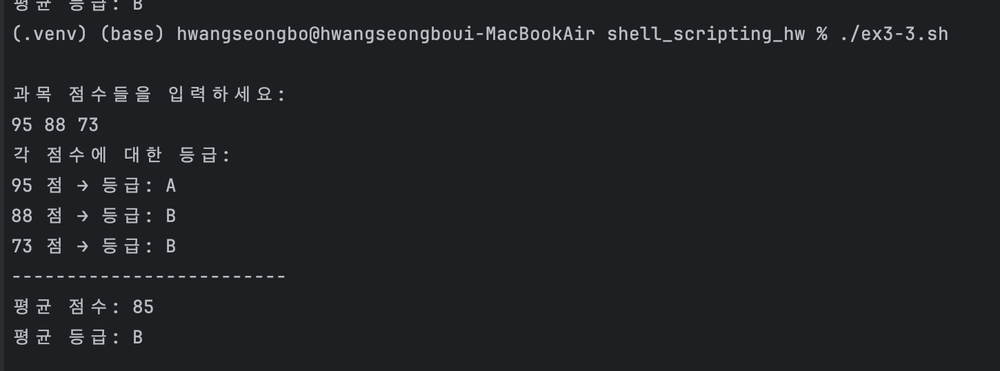 평균 등급: B
(.venv) (base) hwangseongbo@hwangseongboui-MacBookAir shell_scripting_hw % ./ex3-3.sh
과목 점수들을 입력하세요:
95 88 73
각 점수에 대한 등급:
95 점 → 등급: A
88 점 → 등급: B
73 점 → 등급: B
-------------------------
평균 점수: 85
평균 등급: B